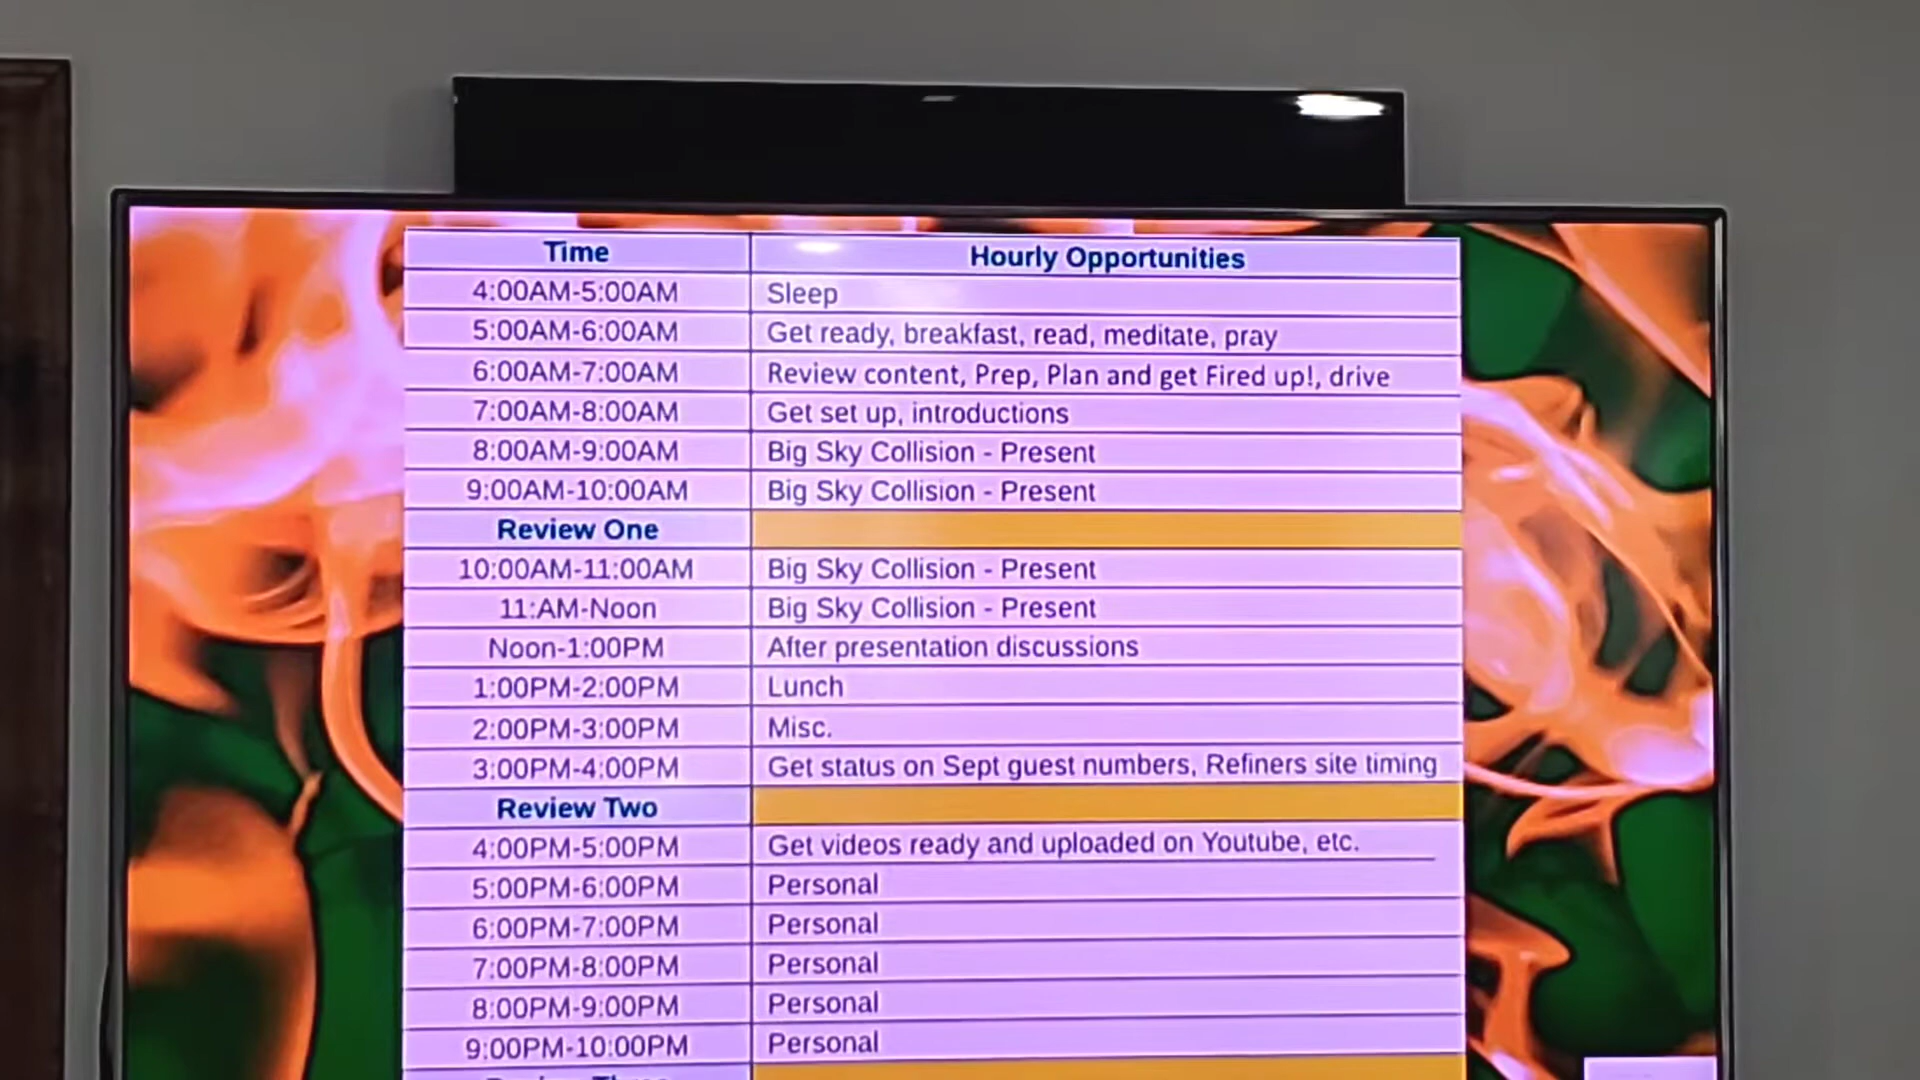 Time Hourly Opportunities
4:00AM-5:00AM Sleep
5:00AM-6:00AM Get ready, breakfast, read, meditate, pray
6:00AM-7:00AM Review content, Prep, Plan and get Fired up!, drive
7:00AM-8:00AM Get set up, introductions
8:00AM-9:00AM Big Sky Collision - Present
9:00AM-10:00AM Big Sky Collision - Present
Review One
10:00AM-11:00AM Big Sky Collision - Present
11:AM-Noon Big Sky Collision - Present
Noon-1:00PM After presentation discussions
1:00PM-2:00PM Lunch
2:00PM-3:00PM Misc.
3:00PM-4:00PM Get status on Sept guest numbers, Refiners site timing
Review Two
4:00PM-5:00PM Get videos ready and uploaded on Youtube, etc.
5:00PM-6:00PM Personal
6:00PM-7:00PM Personal
7:00PM-8:00PM Personal
8:00PM-9:00PM Personal
9:00PM-10:00PM Personal